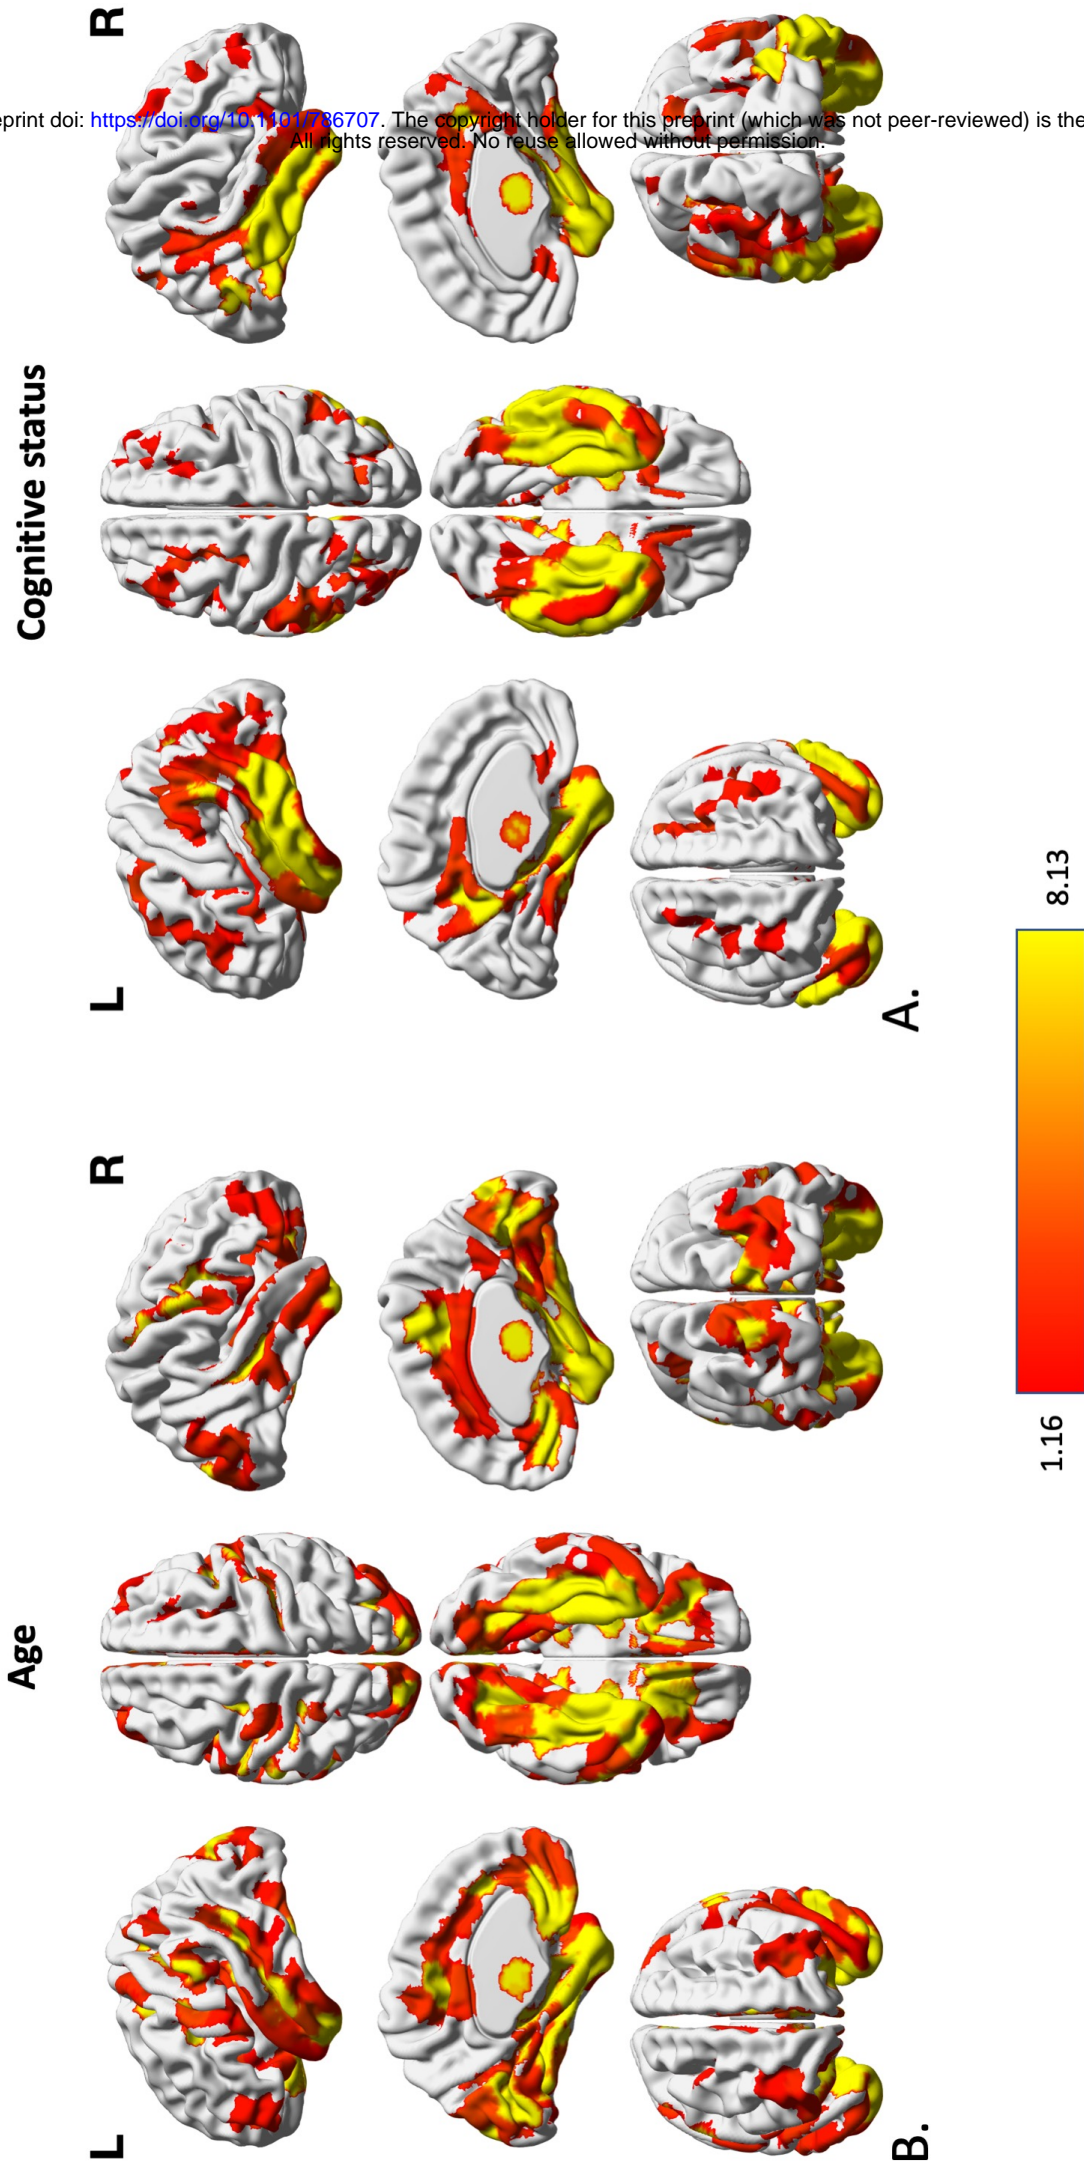 eprint doi: https://doi.org/10.1101/786707. The copyright holder for this preprint (which was not peer-reviewed) is the
All rights reserved. No reuse allowed without permission.
Age
Cognitive status
L
R
L
R
B.
A.
1.16
8.13